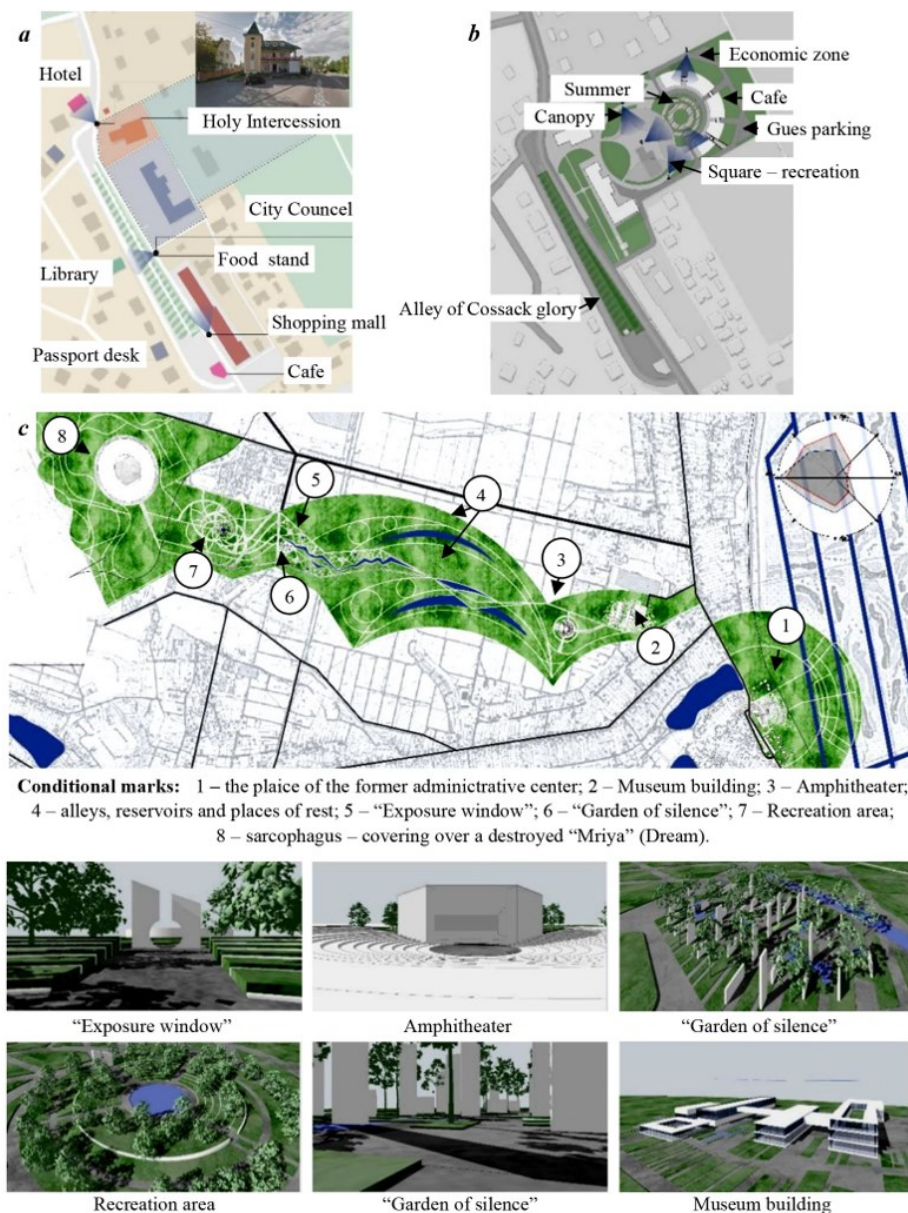 a
Hotel
Holy Intercession
City Councel
Food stand
Library
Shopping mall
Passport desk
Cafe
b
Economic zone
Summer
Cafe
Canopy
Gues parking
Square – recreation
Alley of Cossack glory
c
8
5
4
3
7
6
2
1
Conditional marks: 1 – the plaice of the former adminictrative center; 2 – Museum building; 3 – Amphitheater;
4 – alleys, reservoirs and places of rest; 5 – “Exposure window”; 6 – “Garden of silence”; 7 – Recreation area;
8 – sarcophagus – covering over a destroyed “Mriya” (Dream).
“Exposure window”
Amphitheater
“Garden of silence”
Recreation area
“Garden of silence”
Museum building